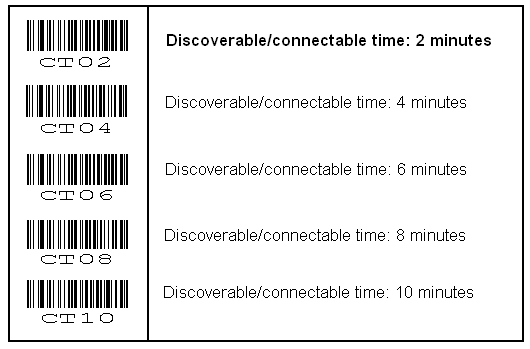 CT02
Discoverable/connectable time: 2 minutes
CT04
Discoverable/connectable time: 4 minutes
CT06
Discoverable/connectable time: 6 minutes
CT08
Discoverable/connectable time: 8 minutes
CT10
Discoverable/connectable time: 10 minutes